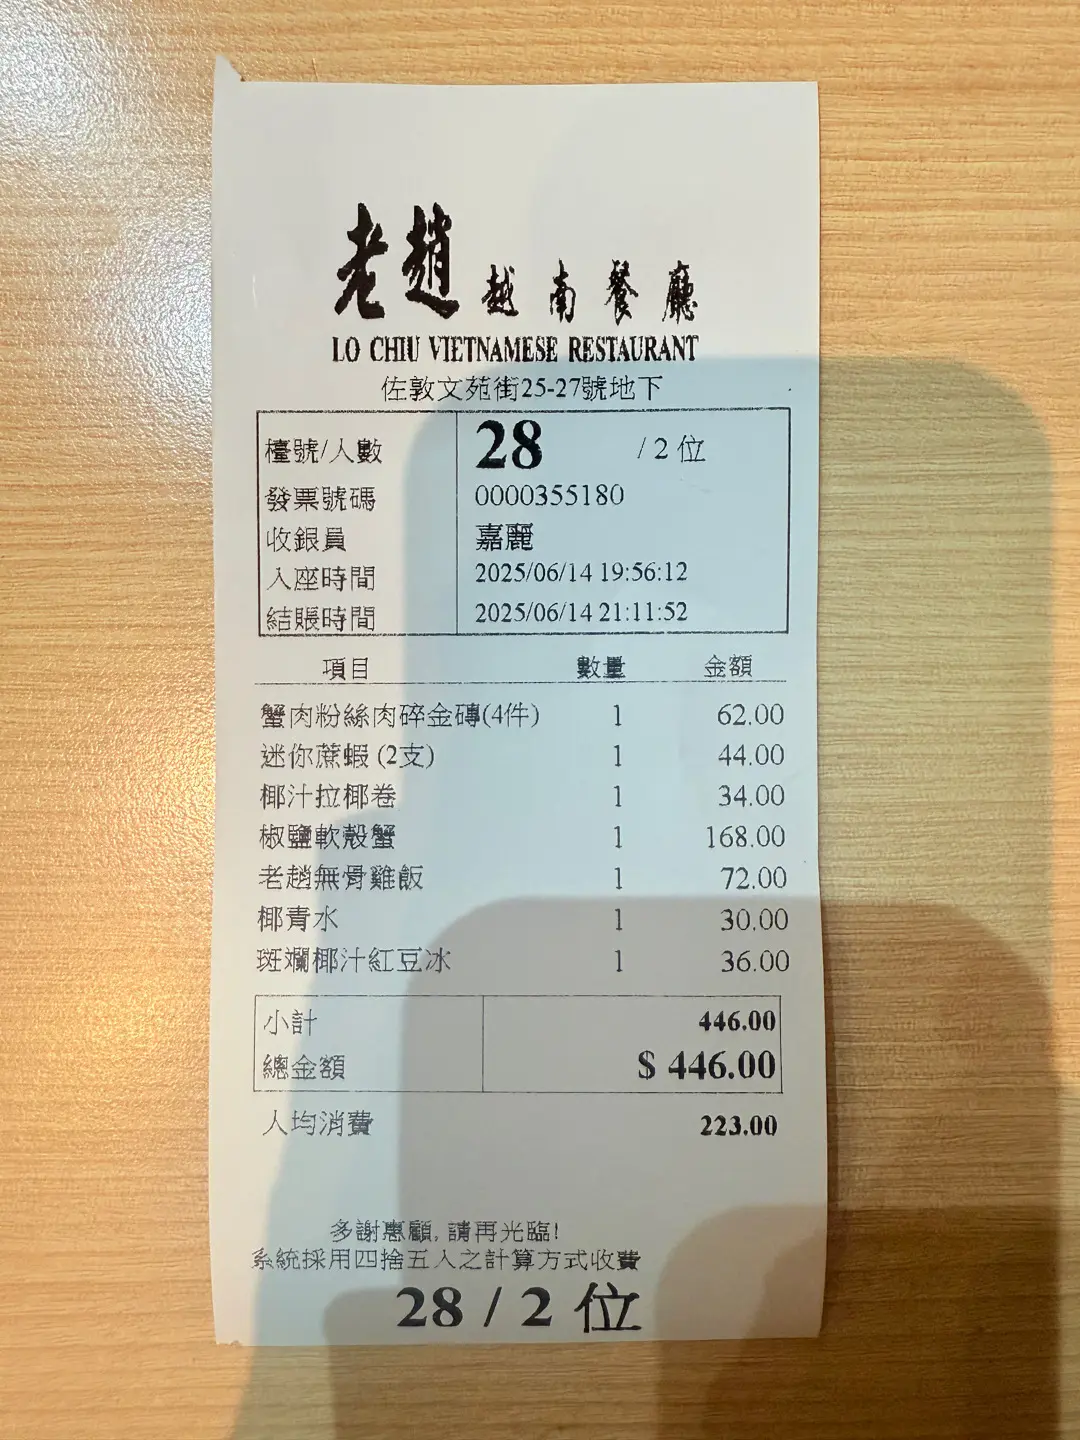 老趙越南餐廳
LO CHIU VIETNAMESE RESTAURANT
佐敦文苑街25-27號地下
檯號/人數 28 / 2 位
發票號碼 0000355180
收銀員 嘉麗
入座時間 2025/06/14 19:56:12
結賬時間 2025/06/14 21:11:52
項目 數量 金額
蟹肉粉絲肉碎金磚(4件) 1 62.00
迷你蔗蝦 (2支) 1 44.00
椰汁拉椰卷 1 34.00
椒鹽軟殼蟹 1 168.00
老趙無骨雞飯 1 72.00
椰青水 1 30.00
斑斕椰汁紅豆冰 1 36.00
小計 446.00
總金額 $ 446.00
人均消費 223.00
多謝惠顧, 請再光臨!
系統採用四捨五入之計算方式收費
28 / 2 位